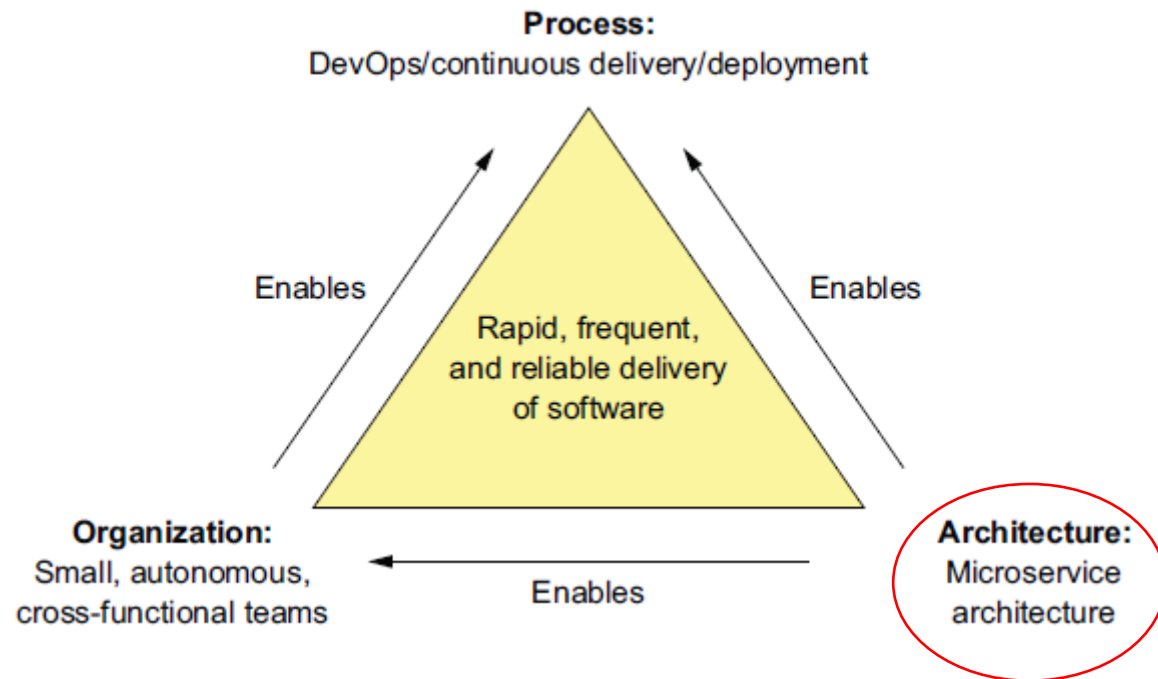 Process:
DevOps/continuous delivery/deployment
Enables
Enables
Rapid, frequent,
and reliable delivery
of software
Organization:
Small, autonomous,
cross-functional teams
Enables
Architecture:
Microservice
architecture